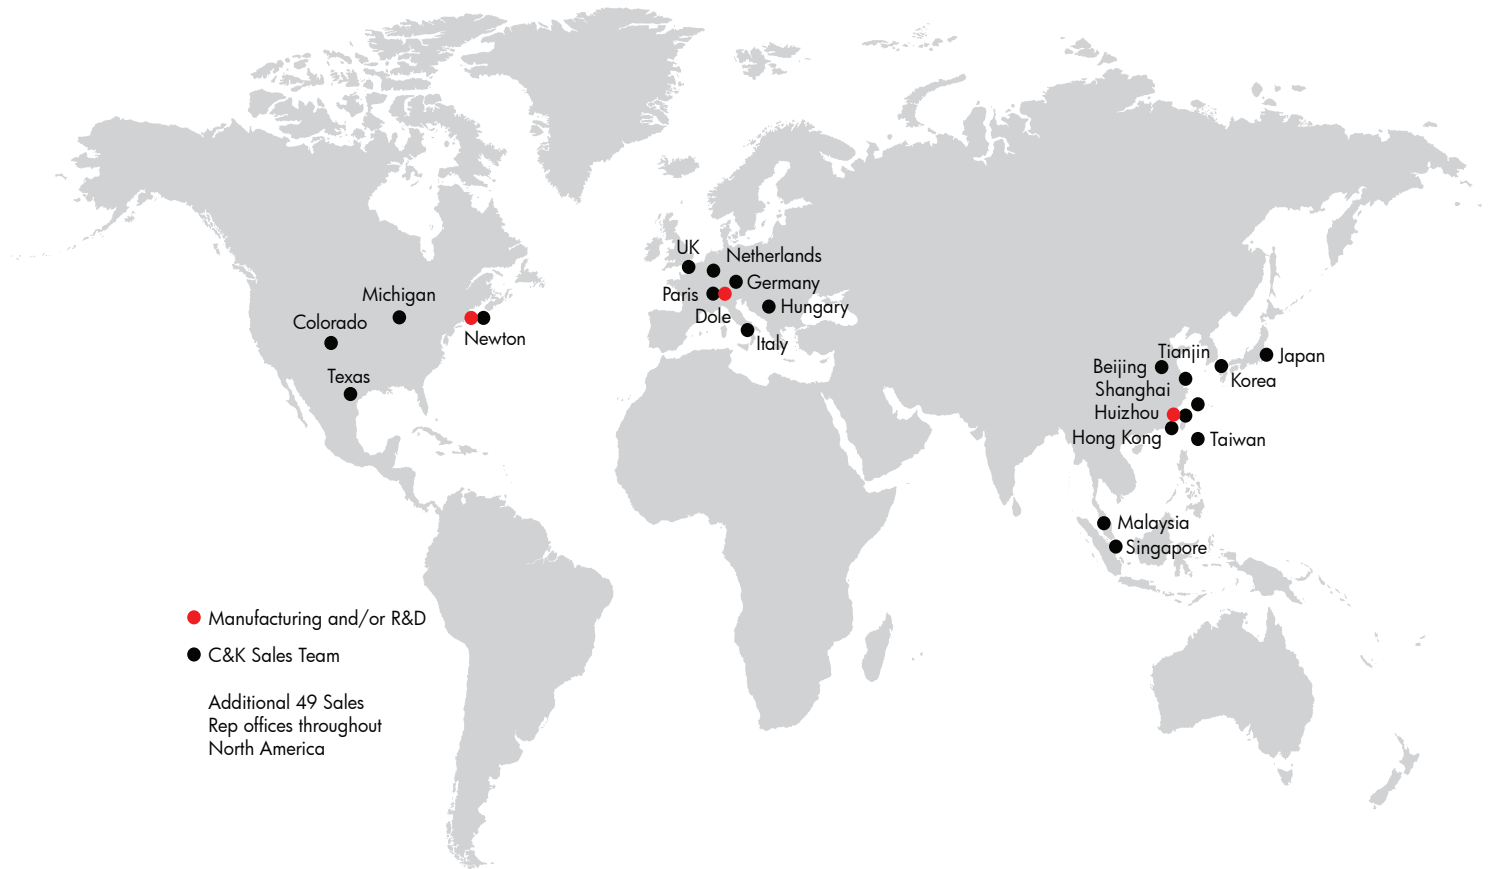 UK
Netherlands
Germany
Paris
Hungary
Dole
Italy
Michigan
Colorado
Newton
Texas
Tianjin
Beijing
Japan
Shanghai
Korea
Huizhou
Hong Kong
Taiwan
Malaysia
Singapore
Manufacturing and/or R&D
C&K Sales Team
Additional 49 Sales
Rep offices throughout
North America